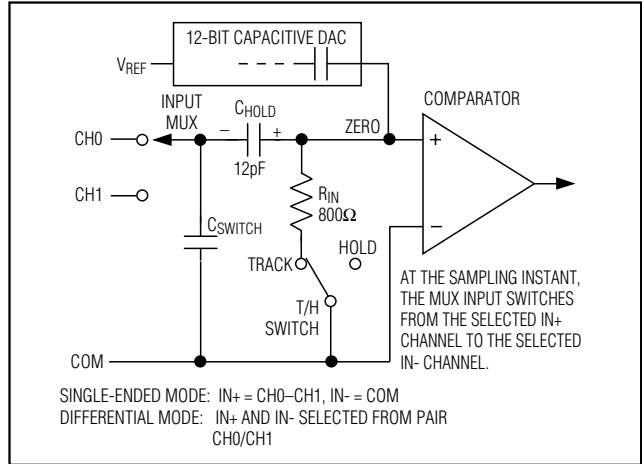 12-BIT CAPACITIVE DAC
VREF
COMPARATOR
INPUT
MUX
CHOLD
ZERO
CH0
− +
+
12pF
RIN
800Ω
CH1
CSWITCH
HOLD
−
TRACK
AT THE SAMPLING INSTANT,
THE MUX INPUT SWITCHES
FROM THE SELECTED IN+
CHANNEL TO THE SELECTED
IN- CHANNEL.
T/H
SWITCH
COM
SINGLE-ENDED MODE: IN+ = CH0–CH1, IN- = COM
DIFFERENTIAL MODE: IN+ AND IN- SELECTED FROM PAIR
CH0/CH1